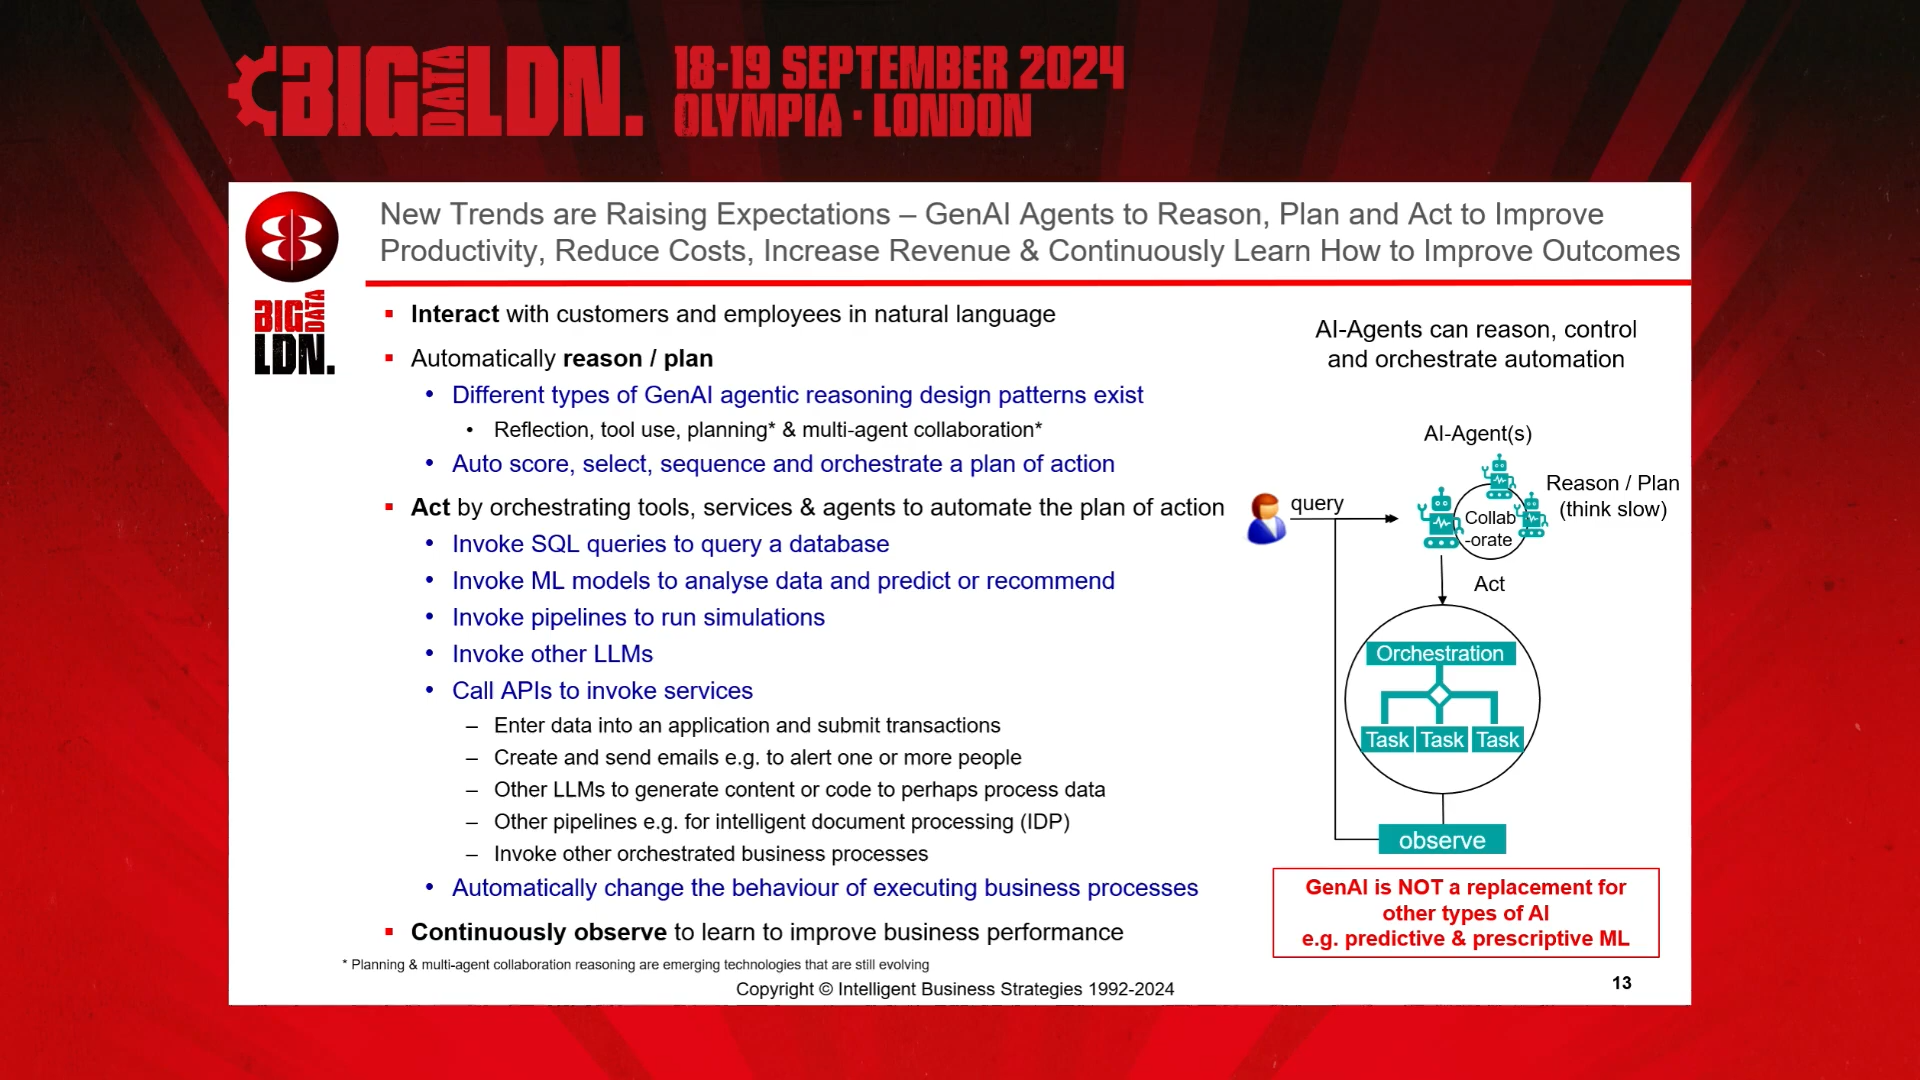 BIG DATA LDN.
18-19 SEPTEMBER 2024
OLYMPIA · LONDON
New Trends are Raising Expectations – GenAI Agents to Reason, Plan and Act to Improve
Productivity, Reduce Costs, Increase Revenue & Continuously Learn How to Improve Outcomes
BIG DATA
LDN.
▪ Interact with customers and employees in natural language
▪ Automatically reason / plan
• Different types of GenAI agentic reasoning design patterns exist
• Reflection, tool use, planning* & multi-agent collaboration*
• Auto score, select, sequence and orchestrate a plan of action
▪ Act by orchestrating tools, services & agents to automate the plan of action
• Invoke SQL queries to query a database
• Invoke ML models to analyse data and predict or recommend
• Invoke pipelines to run simulations
• Invoke other LLMs
• Call APIs to invoke services
– Enter data into an application and submit transactions
– Create and send emails e.g. to alert one or more people
– Other LLMs to generate content or code to perhaps process data
– Other pipelines e.g. for intelligent document processing (IDP)
– Invoke other orchestrated business processes
• Automatically change the behaviour of executing business processes
▪ Continuously observe to learn to improve business performance
AI-Agents can reason, control
and orchestrate automation
AI-Agent(s)
Reason / Plan
(think slow)
query
Collab
-orate
Act
Orchestration
Task Task Task
observe
GenAI is NOT a replacement for
other types of AI
e.g. predictive & prescriptive ML
* Planning & multi-agent collaboration reasoning are emerging technologies that are still evolving
Copyright © Intelligent Business Strategies 1992-2024
13